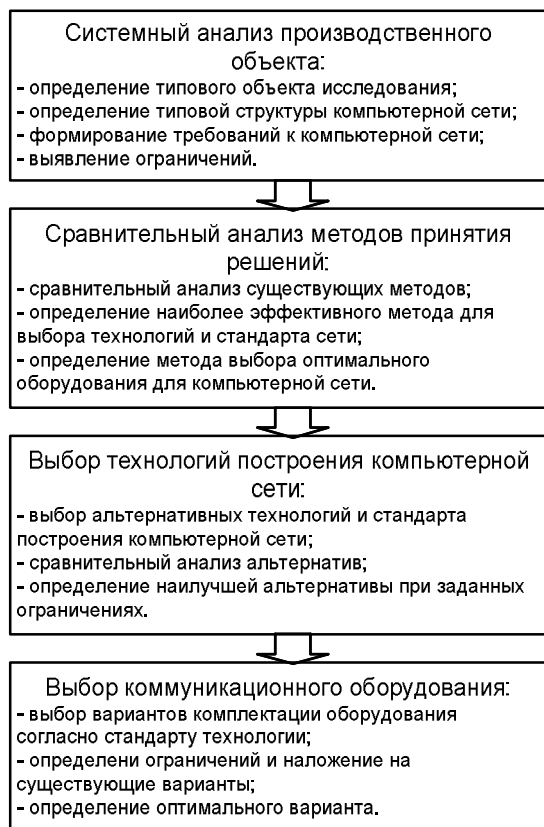 Системный анализ производственного
объекта:
- определение типового объекта исследования;
- определение типовой структуры компьютерной сети;
- формирование требований к компьютерной сети;
- выявление ограничений.
Сравнительный анализ методов принятия
решений:
- сравнительный анализ существующих методов;
- определение наиболее эффективного метода для
выбора технологий и стандарта сети;
- определение метода выбора оптимального
оборудования для компьютерной сети.
Выбор технологий построения компьютерной
сети:
- выбор альтернативных технологий и стандарта
построения компьютерной сети;
- сравнительный анализ альтернатив;
- определение наилучшей альтернативы при заданных
ограничениях.
Выбор коммуникационного оборудования:
- выбор вариантов комплектации оборудования
согласно стандарту технологии;
- определени ограничений и наложение на
существующие варианты;
- определение оптимального варианта.